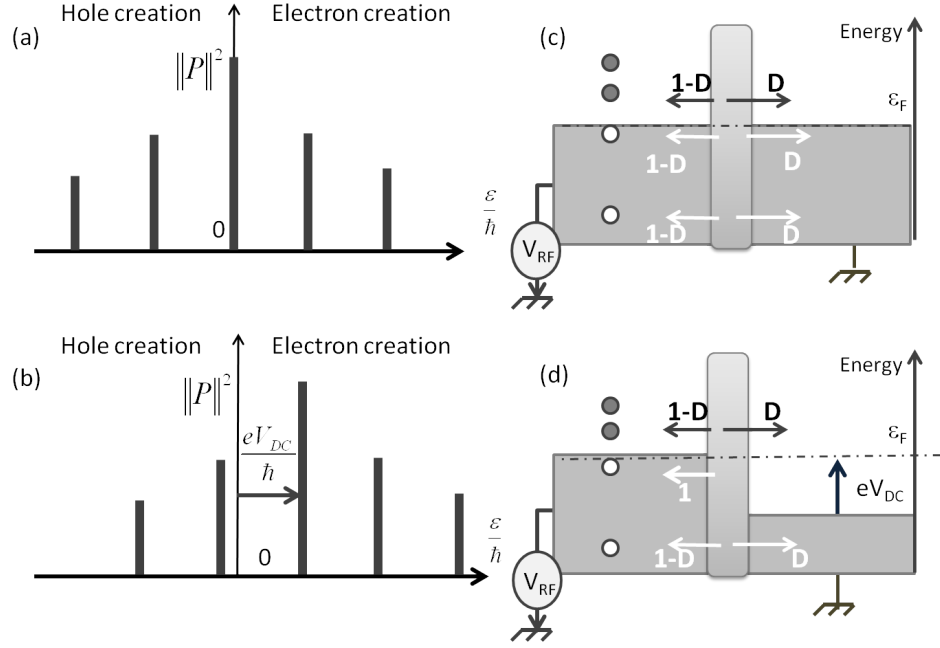 Hole creation
Electron creation
(a)
‖P‖²
0
ε/ħ
(c)
Energy
ε_F
1-D
D
1-D
D
1-D
D
V_RF
Hole creation
Electron creation
(b)
‖P‖²
eV_DC/ħ
0
ε/ħ
(d)
Energy
ε_F
1-D
D
1
eV_DC
1-D
D
V_RF